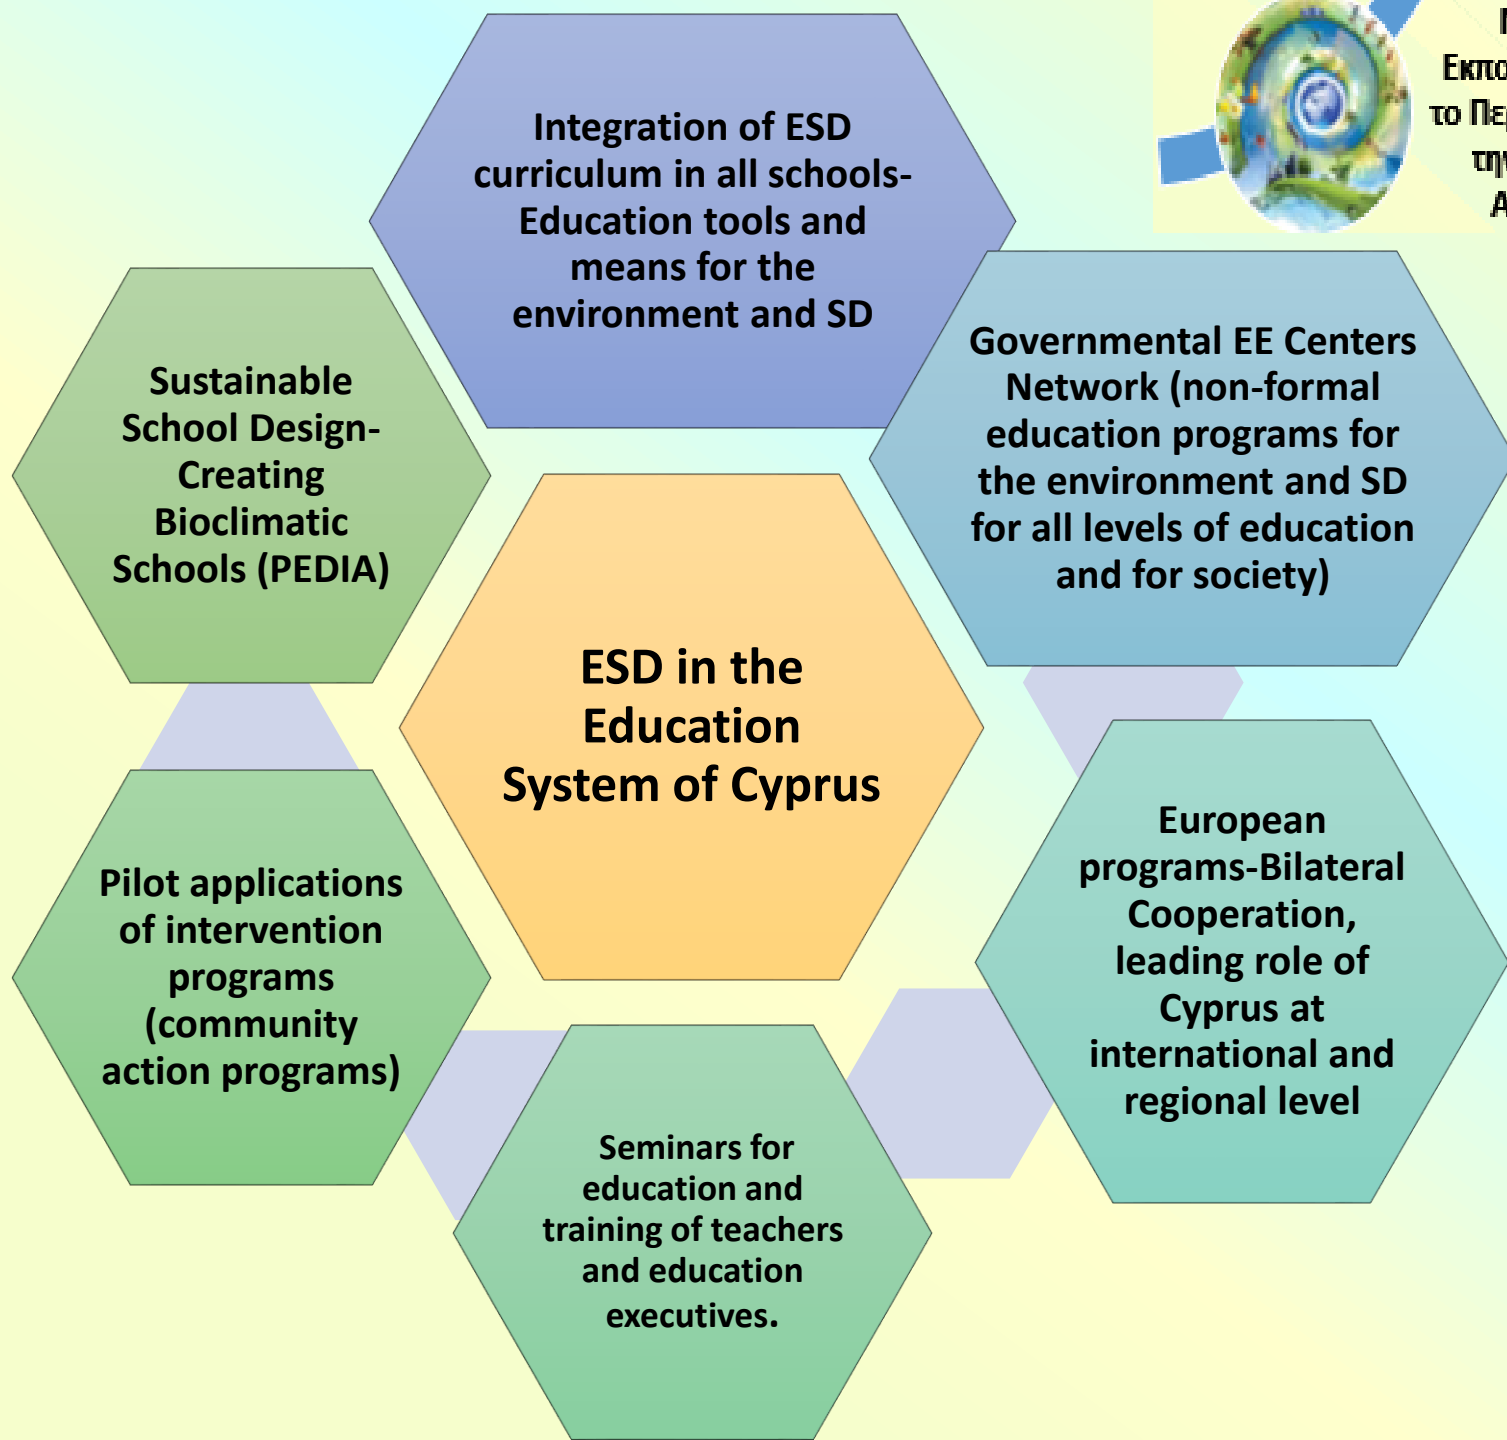 Integration of ESD
curriculum in all schools-
Education tools and
means for the
environment and SD
Governmental EE Centers
Network (non-formal
education programs for
the environment and SD
for all levels of education
and for society)
European
programs-Bilateral
Cooperation,
leading role of
Cyprus at
international and
regional level
Seminars for
education and
training of teachers
and education
executives.
Pilot applications
of intervention
programs
(community
action programs)
Sustainable
School Design-
Creating
Bioclimatic
Schools (PEDIA)
ESD in the
Education
System of Cyprus
το